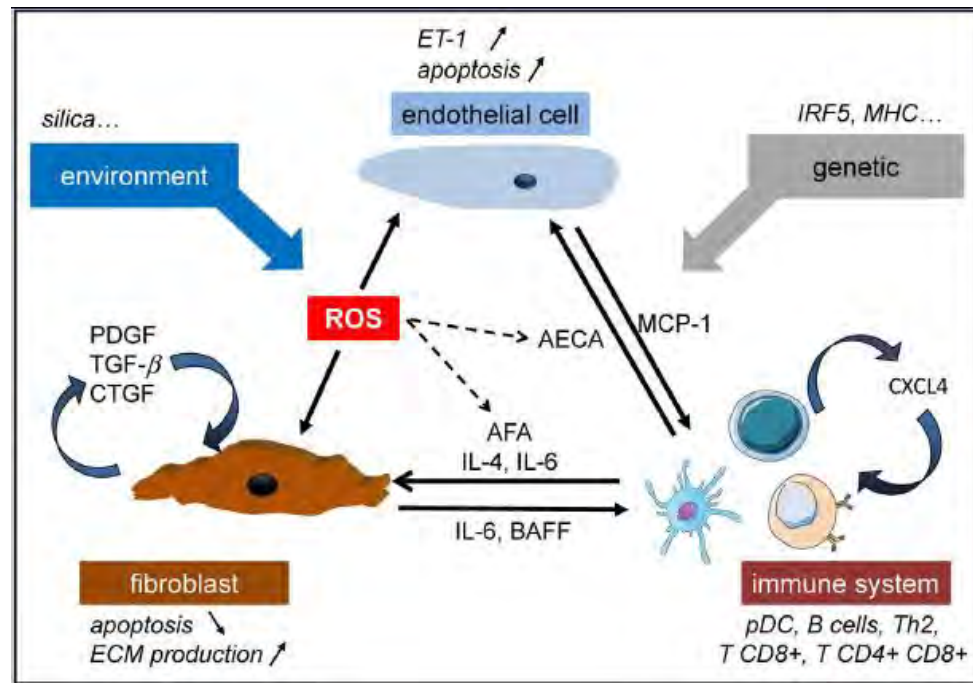 ET-1
apoptosis
endothelial cell
silica…
environment
IRF5, MHC…
genetic
ROS
AECA
MCP-1
PDGF
TGF-β
CTGF
CXCL4
AFA
IL-4, IL-6
IL-6, BAFF
fibroblast
apoptosis
ECM production
immune system
pDC, B cells, Th2,
T CD8+, T CD4+ CD8+